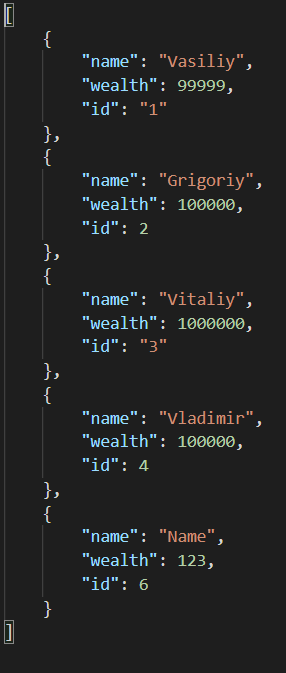 [
    {
        "name": "Vasiliy",
        "wealth": 99999,
        "id": "1"
    },
    {
        "name": "Grigoriy",
        "wealth": 100000,
        "id": 2
    },
    {
        "name": "Vitaliy",
        "wealth": 1000000,
        "id": "3"
    },
    {
        "name": "Vladimir",
        "wealth": 100000,
        "id": 4
    },
    {
        "name": "Name",
        "wealth": 123,
        "id": 6
    }
]